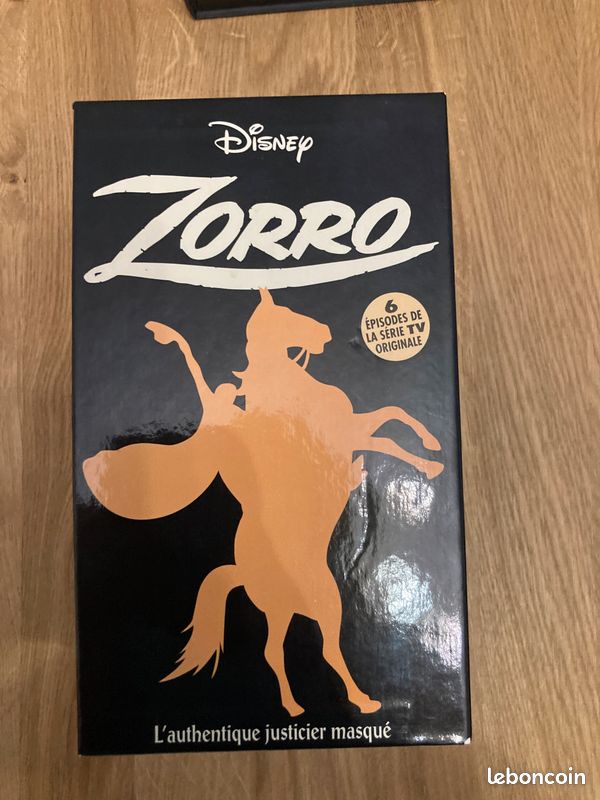 Disney
ZORRO
6
ÉPISODES DE
LA SÉRIE TV
ORIGINALE
L'authentique justicier masqué
leboncoin